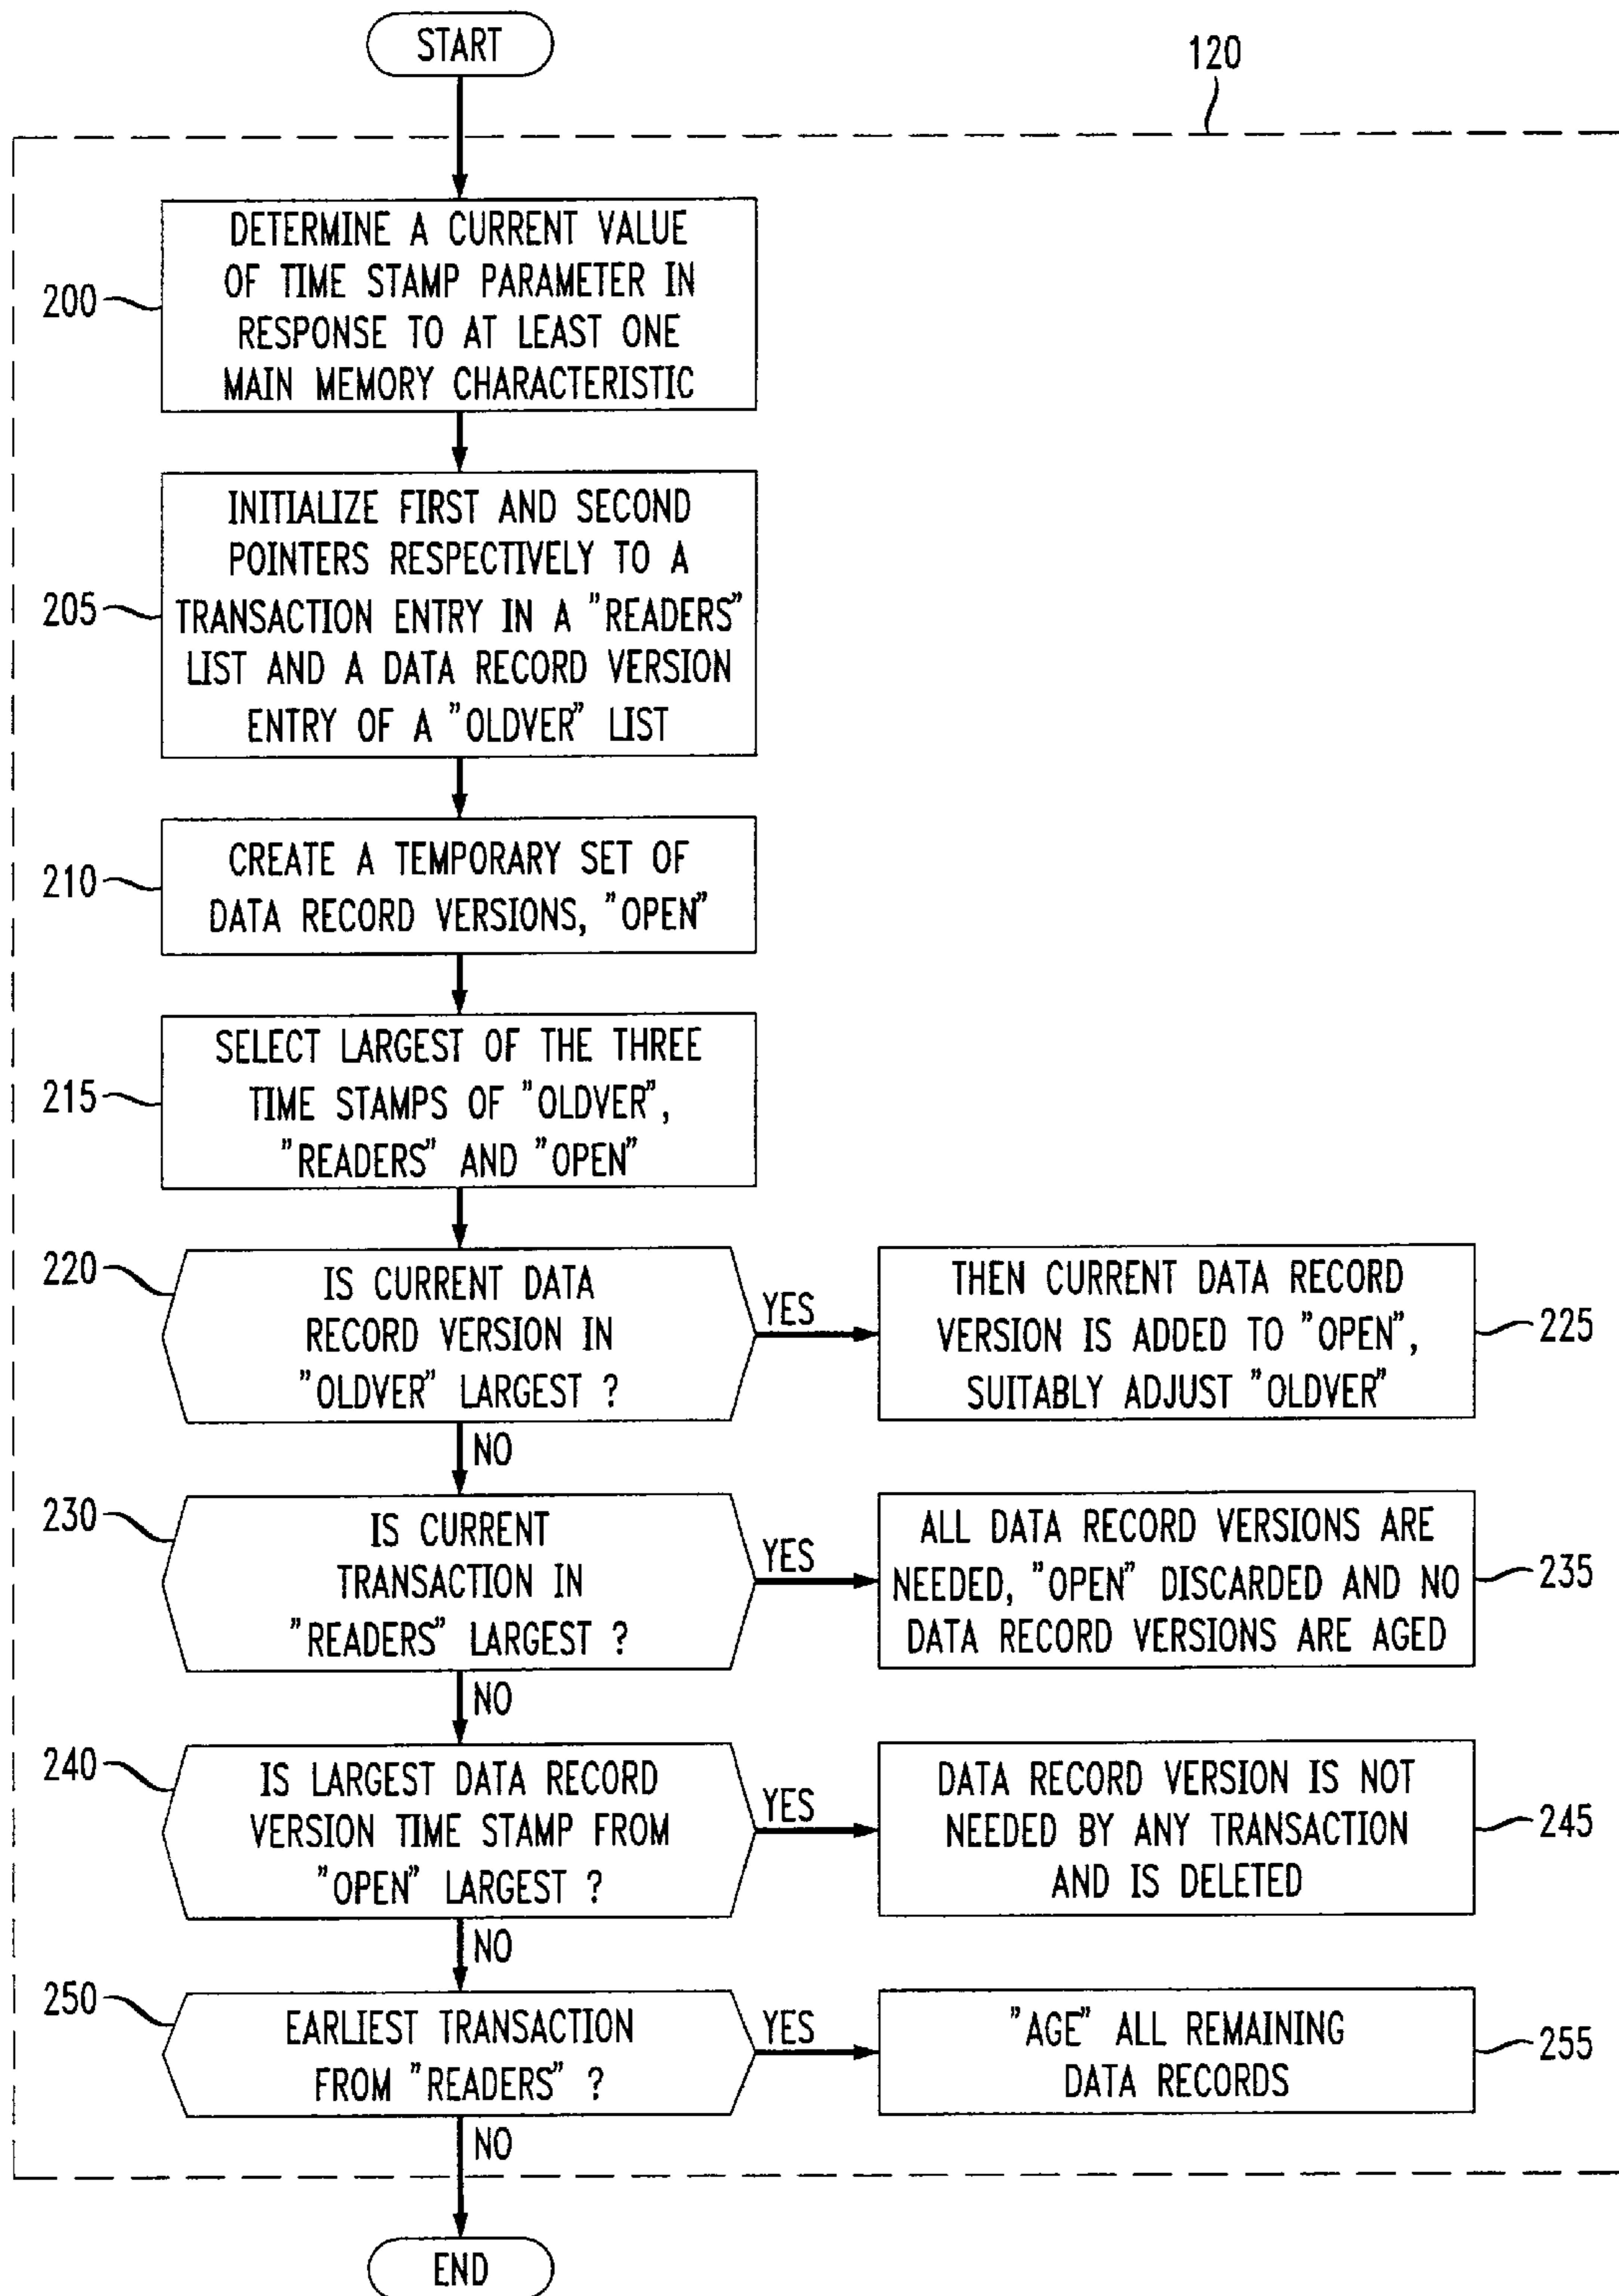 START
120
200
DETERMINE A CURRENT VALUE
OF TIME STAMP PARAMETER IN
RESPONSE TO AT LEAST ONE
MAIN MEMORY CHARACTERISTIC
205
INITIALIZE FIRST AND SECOND
POINTERS RESPECTIVELY TO A
TRANSACTION ENTRY IN A "READERS"
LIST AND A DATA RECORD VERSION
ENTRY OF A "OLDVER" LIST
210
CREATE A TEMPORARY SET OF
DATA RECORD VERSIONS, "OPEN"
215
SELECT LARGEST OF THE THREE
TIME STAMPS OF "OLDVER",
"READERS" AND "OPEN"
220
IS CURRENT DATA
RECORD VERSION IN
"OLDVER" LARGEST ?
YES
THEN CURRENT DATA RECORD
VERSION IS ADDED TO "OPEN",
SUITABLY ADJUST "OLDVER"
225
NO
230
IS CURRENT
TRANSACTION IN
"READERS" LARGEST ?
YES
ALL DATA RECORD VERSIONS ARE
NEEDED, "OPEN" DISCARDED AND NO
DATA RECORD VERSIONS ARE AGED
235
NO
240
IS LARGEST DATA RECORD
VERSION TIME STAMP FROM
"OPEN" LARGEST ?
YES
DATA RECORD VERSION IS NOT
NEEDED BY ANY TRANSACTION
AND IS DELETED
245
NO
250
EARLIEST TRANSACTION
FROM "READERS" ?
YES
"AGE" ALL REMAINING
DATA RECORDS
255
NO
END